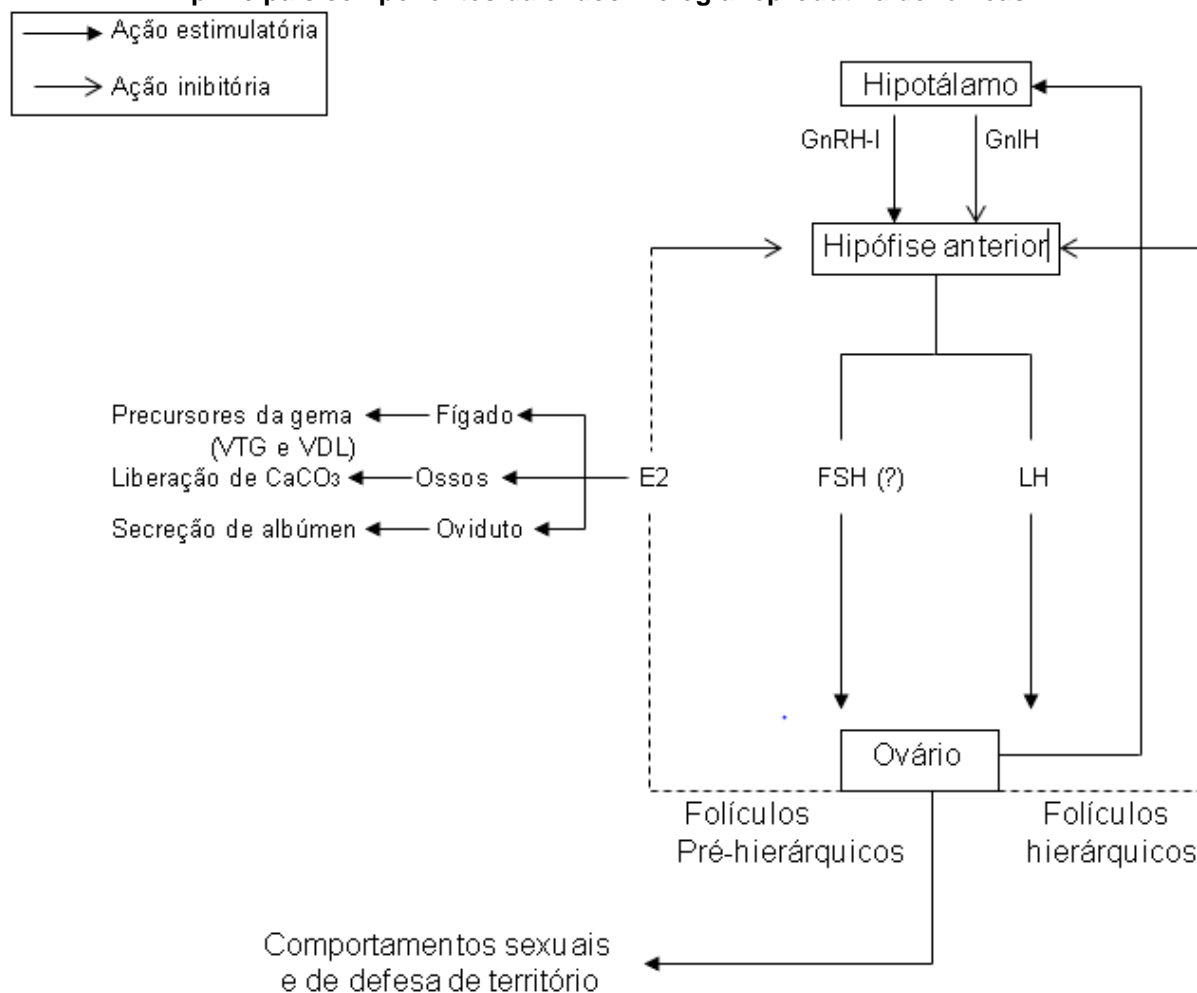 Ação estimulatória
Ação inibitória
Hipotálamo
GnRH-I
GnIH
Hipófise anterior
Precursores da gema
(VTG e VDL)
Fígado
Liberação de CaCO₃
Ossos
E2
FSH (?)
LH
Secreção de albúmen
Oviduto
Ovário
Folículos
Pré-hierárquicos
Folículos
hierárquicos
Comportamentos sexuais
e de defesa de território